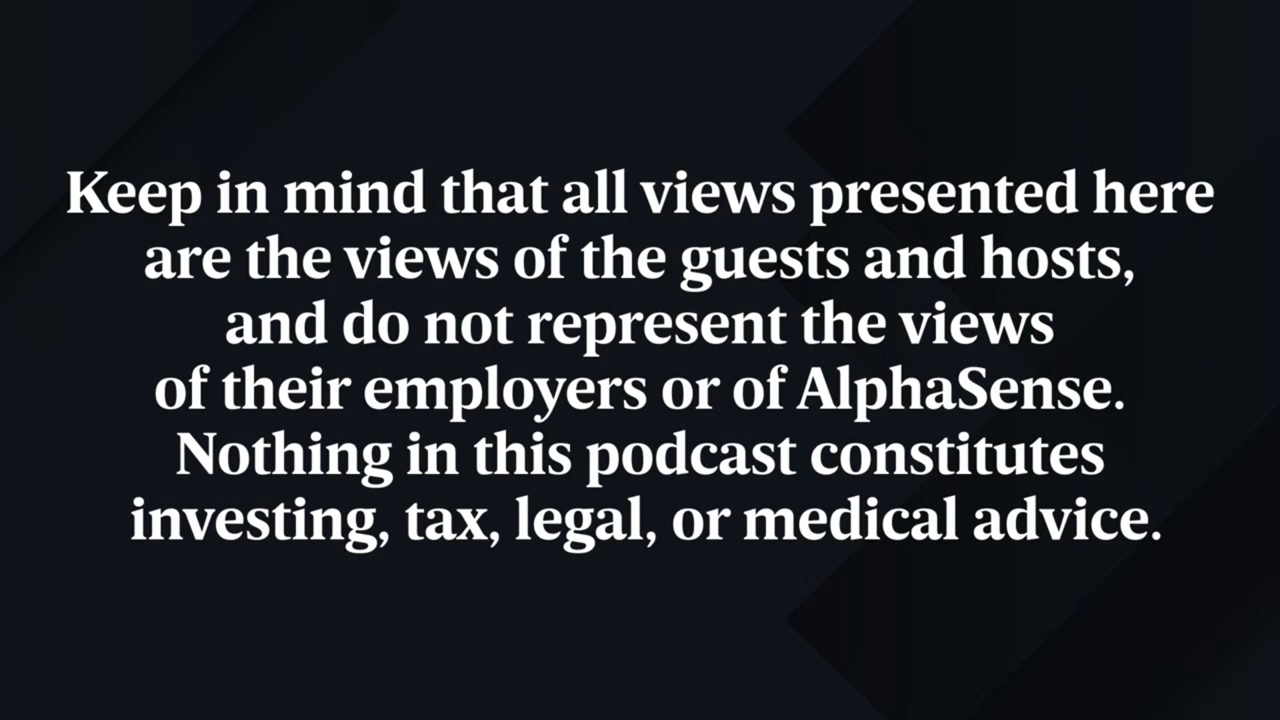 Keep in mind that all views presented here
are the views of the guests and hosts,
and do not represent the views
of their employers or of AlphaSense.
Nothing in this podcast constitutes
investing, tax, legal, or medical advice.